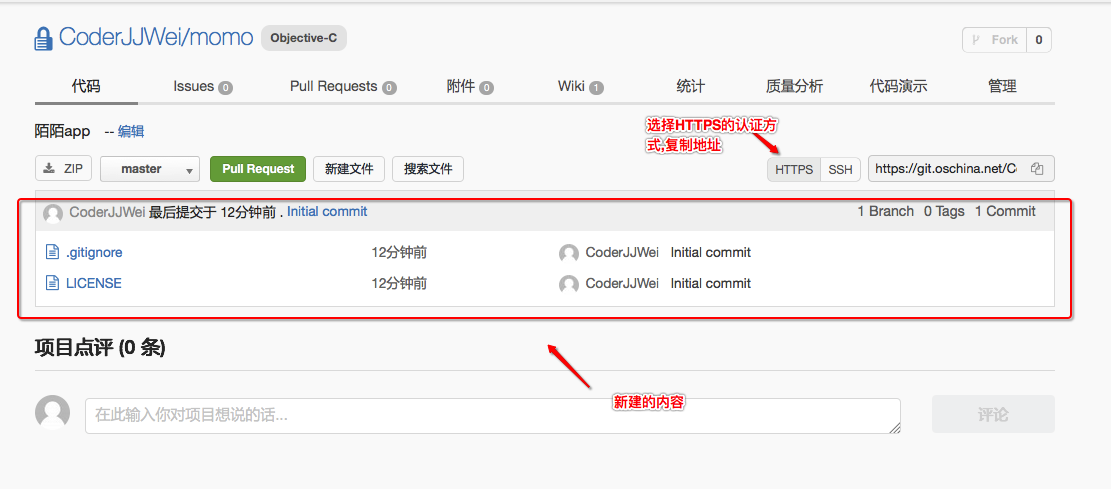 CoderJJWei/momo Objective-C Fork 0
代码 Issues 0 Pull Requests 0 附件 0 Wiki 1 统计 质量分析 代码演示 管理
陌陌app -- 编辑
选择HTTPS的认证方
式,复制地址
ZIP master Pull Request 新建文件 搜索文件 HTTPS SSH https://git.oschina.net/C
CoderJJWei 最后提交于 12分钟前 . Initial commit 1 Branch 0 Tags 1 Commit
.gitignore 12分钟前 CoderJJWei Initial commit
LICENSE 12分钟前 CoderJJWei Initial commit
项目点评 (0 条)
新建的内容
在此输入你对项目想说的话... 评论